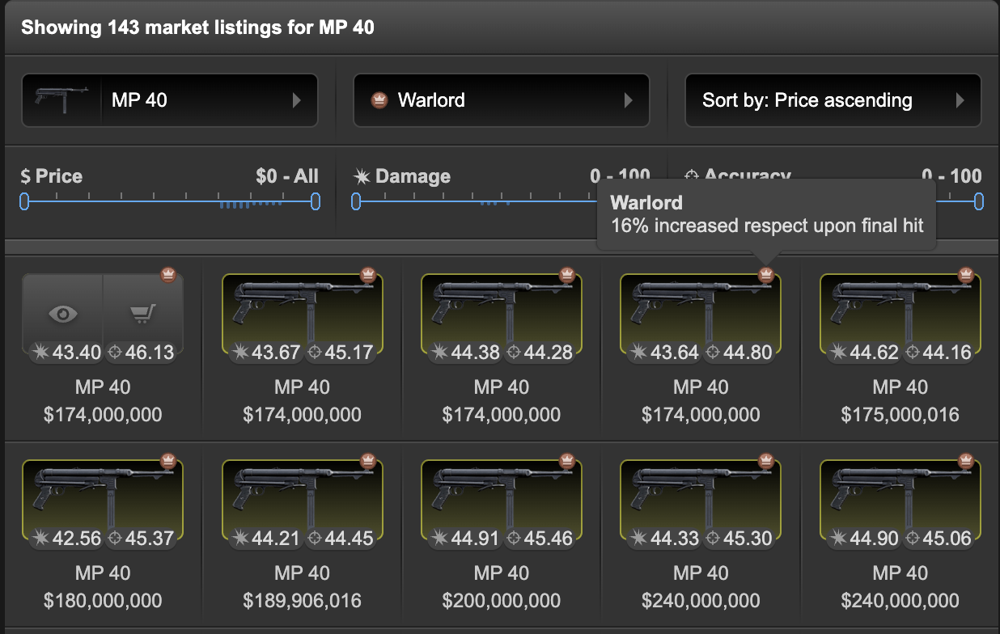 Showing 143 market listings for MP 40
MP 40
Warlord
Sort by: Price ascending
$ Price $0 - All
Damage 0 - 100
Accuracy 0 - 100
Warlord
16% increased respect upon final hit
43.40 46.13
43.67 45.17
44.38 44.28
43.64 44.80
44.62 44.16
MP 40
MP 40
MP 40
MP 40
MP 40
$174,000,000
$174,000,000
$174,000,000
$174,000,000
$175,000,016
42.56 45.37
44.21 44.45
44.91 45.46
44.33 45.30
44.90 45.06
MP 40
MP 40
MP 40
MP 40
MP 40
$180,000,000
$189,906,016
$200,000,000
$240,000,000
$240,000,000